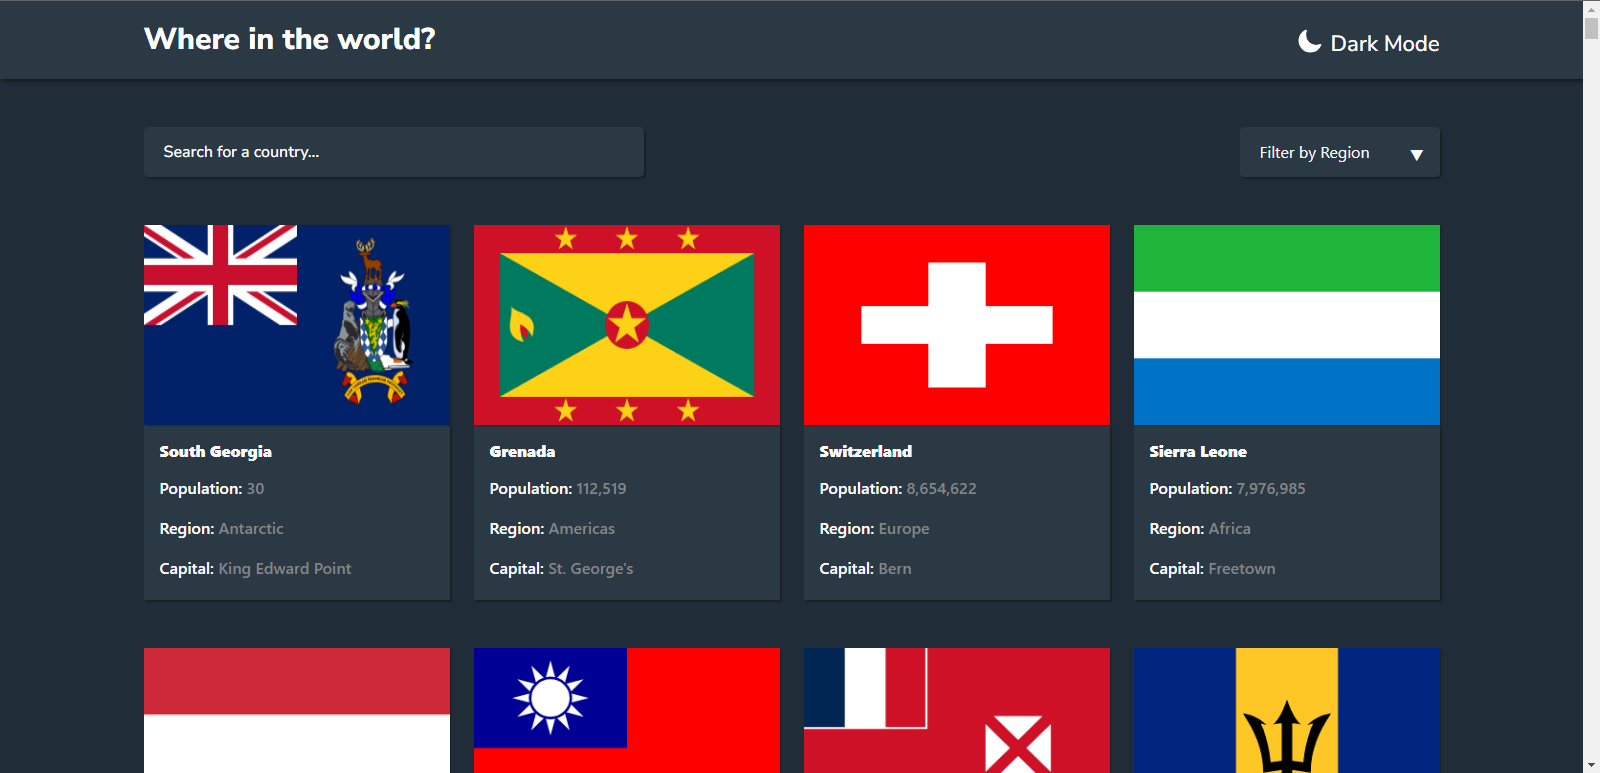 Where in the world?
Dark Mode
Search for a country...
Filter by Region
South Georgia
Population: 30
Region: Antarctic
Capital: King Edward Point
Grenada
Population: 112,519
Region: Americas
Capital: St. George's
Switzerland
Population: 8,654,622
Region: Europe
Capital: Bern
Sierra Leone
Population: 7,976,985
Region: Africa
Capital: Freetown